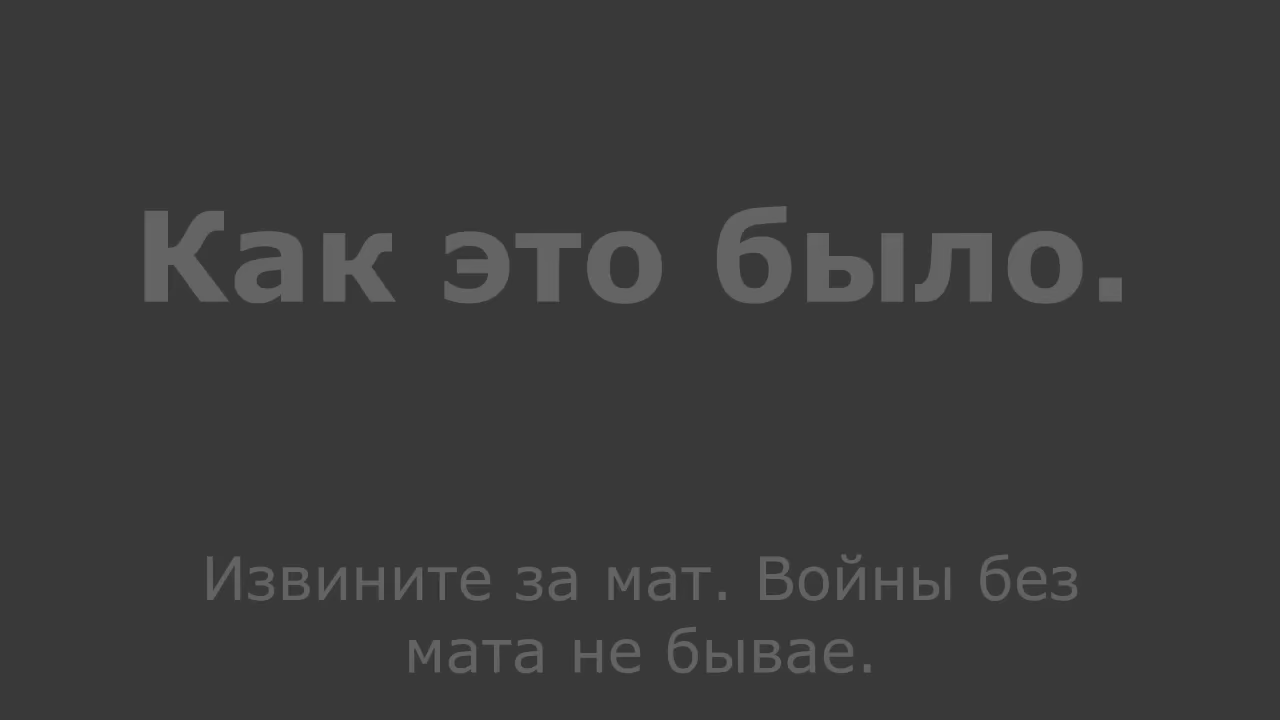 Как это было.
Извините за мат. Войны без
мата не бывае.